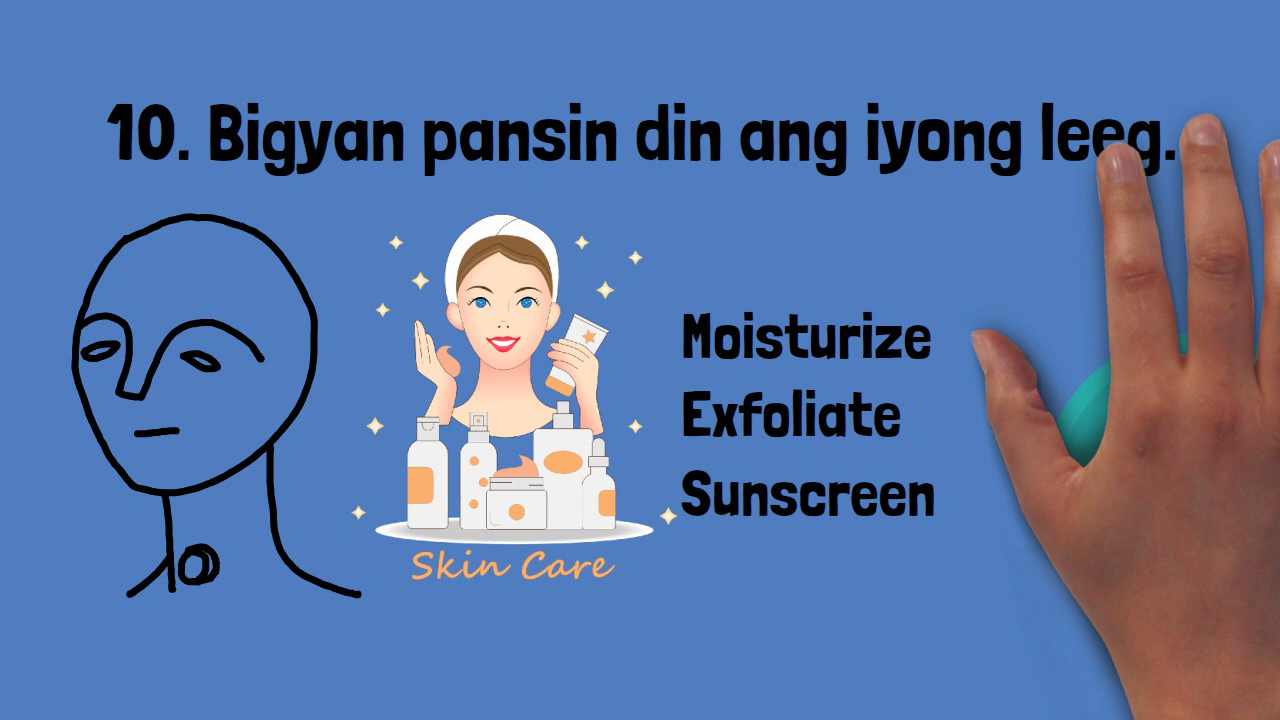 10. Bigyan pansin din ang iyong leeg.
Moisturize
Exfoliate
Sunscreen
Skin Care